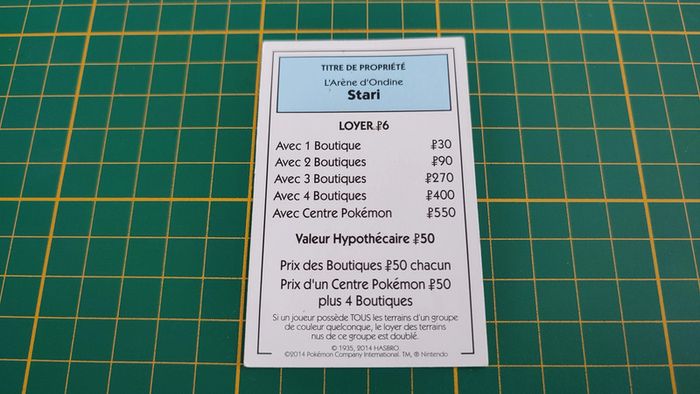 TITRE DE PROPRIÉTÉ
L'Arène d'Ondine
Stari
LOYER ₽6
Avec 1 Boutique ₽30
Avec 2 Boutiques ₽90
Avec 3 Boutiques ₽270
Avec 4 Boutiques ₽400
Avec Centre Pokémon ₽550
Valeur Hypothécaire ₽50
Prix des Boutiques ₽50 chacun
Prix d'un Centre Pokémon ₽50
plus 4 Boutiques
Si un joueur possède TOUS les terrains d'un groupe
de couleur quelconque, le loyer des terrains
nus de ce groupe est doublé.
© 1935, 2014 HASBRO.
©2014 Pokémon Company International. TM, ® Nintendo